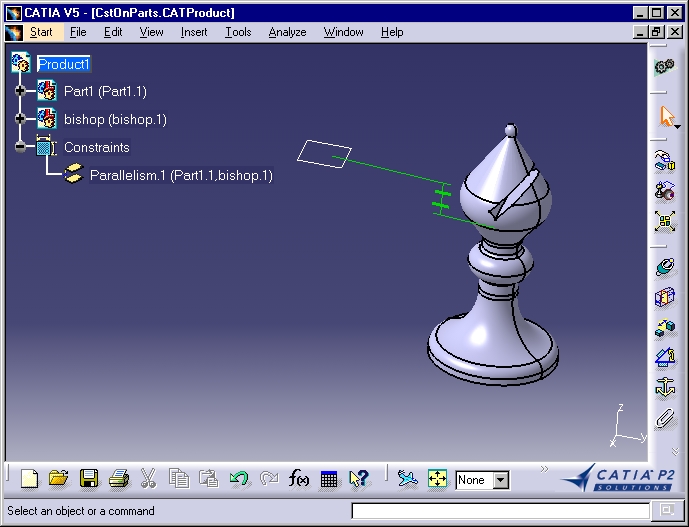 CATIA V5 - [CstOnParts.CATProduct]
Start File Edit View Insert Tools Analyze Window Help
Product1
Part1 (Part1.1)
bishop (bishop.1)
Constraints
Parallelism.1 (Part1.1,bishop.1)
z
x y
f(x) None CATIA P2
SOLUTIONS
Select an object or a command